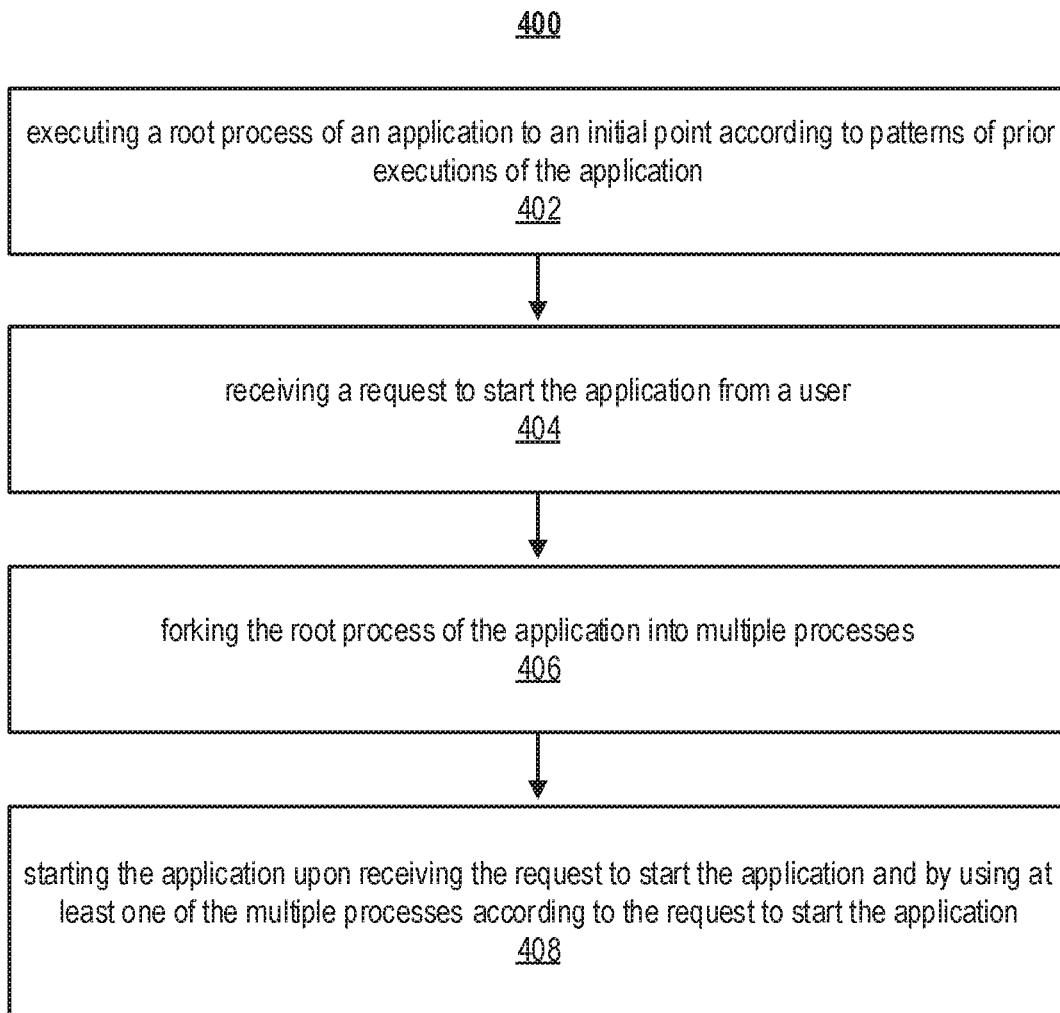 400
executing a root process of an application to an initial point according to patterns of prior
executions of the application
402
receiving a request to start the application from a user
404
forking the root process of the application into multiple processes
406
starting the application upon receiving the request to start the application and by using at
least one of the multiple processes according to the request to start the application
408